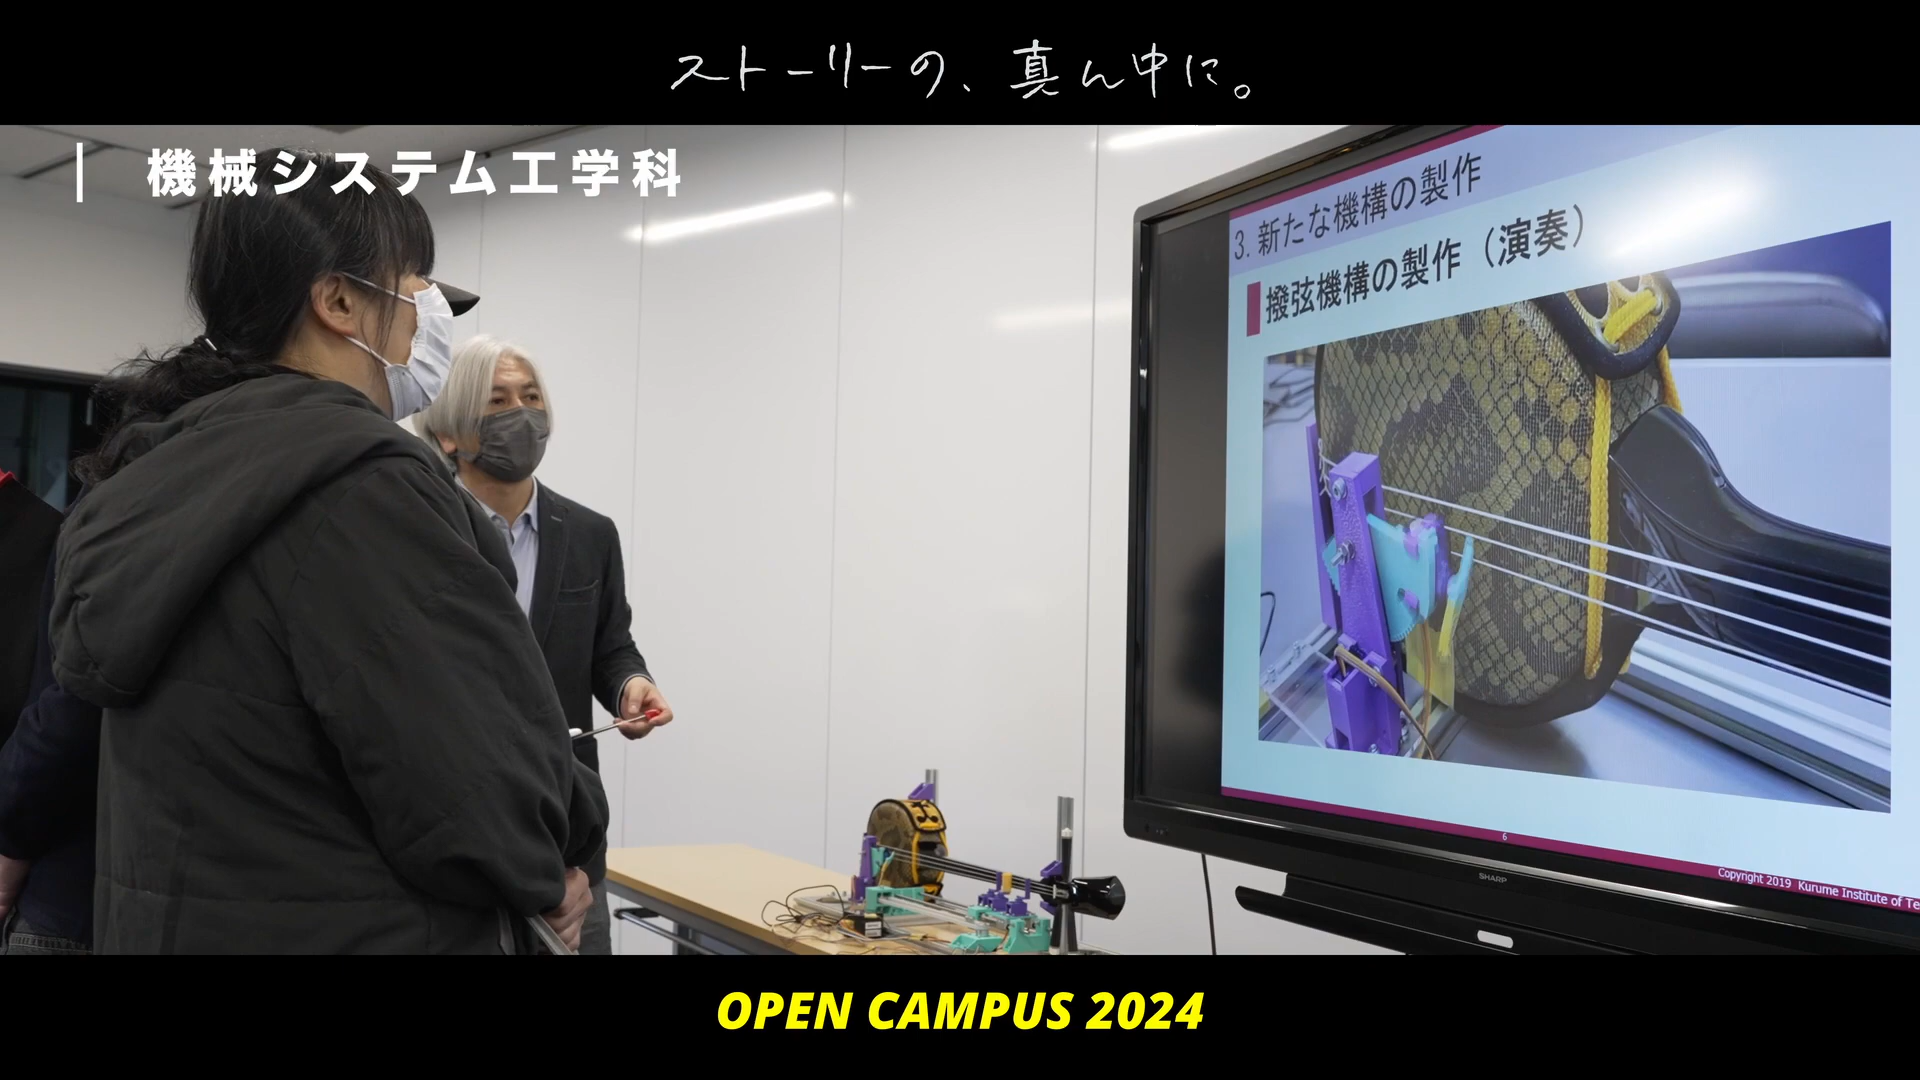 ストーリーの、真ん中に。
機械システム工学科
3. 新たな機構の製作
撥弦機構の製作（演奏）
6
Copyright 2019 Kurume Institute of Te
SHARP
OPEN CAMPUS 2024